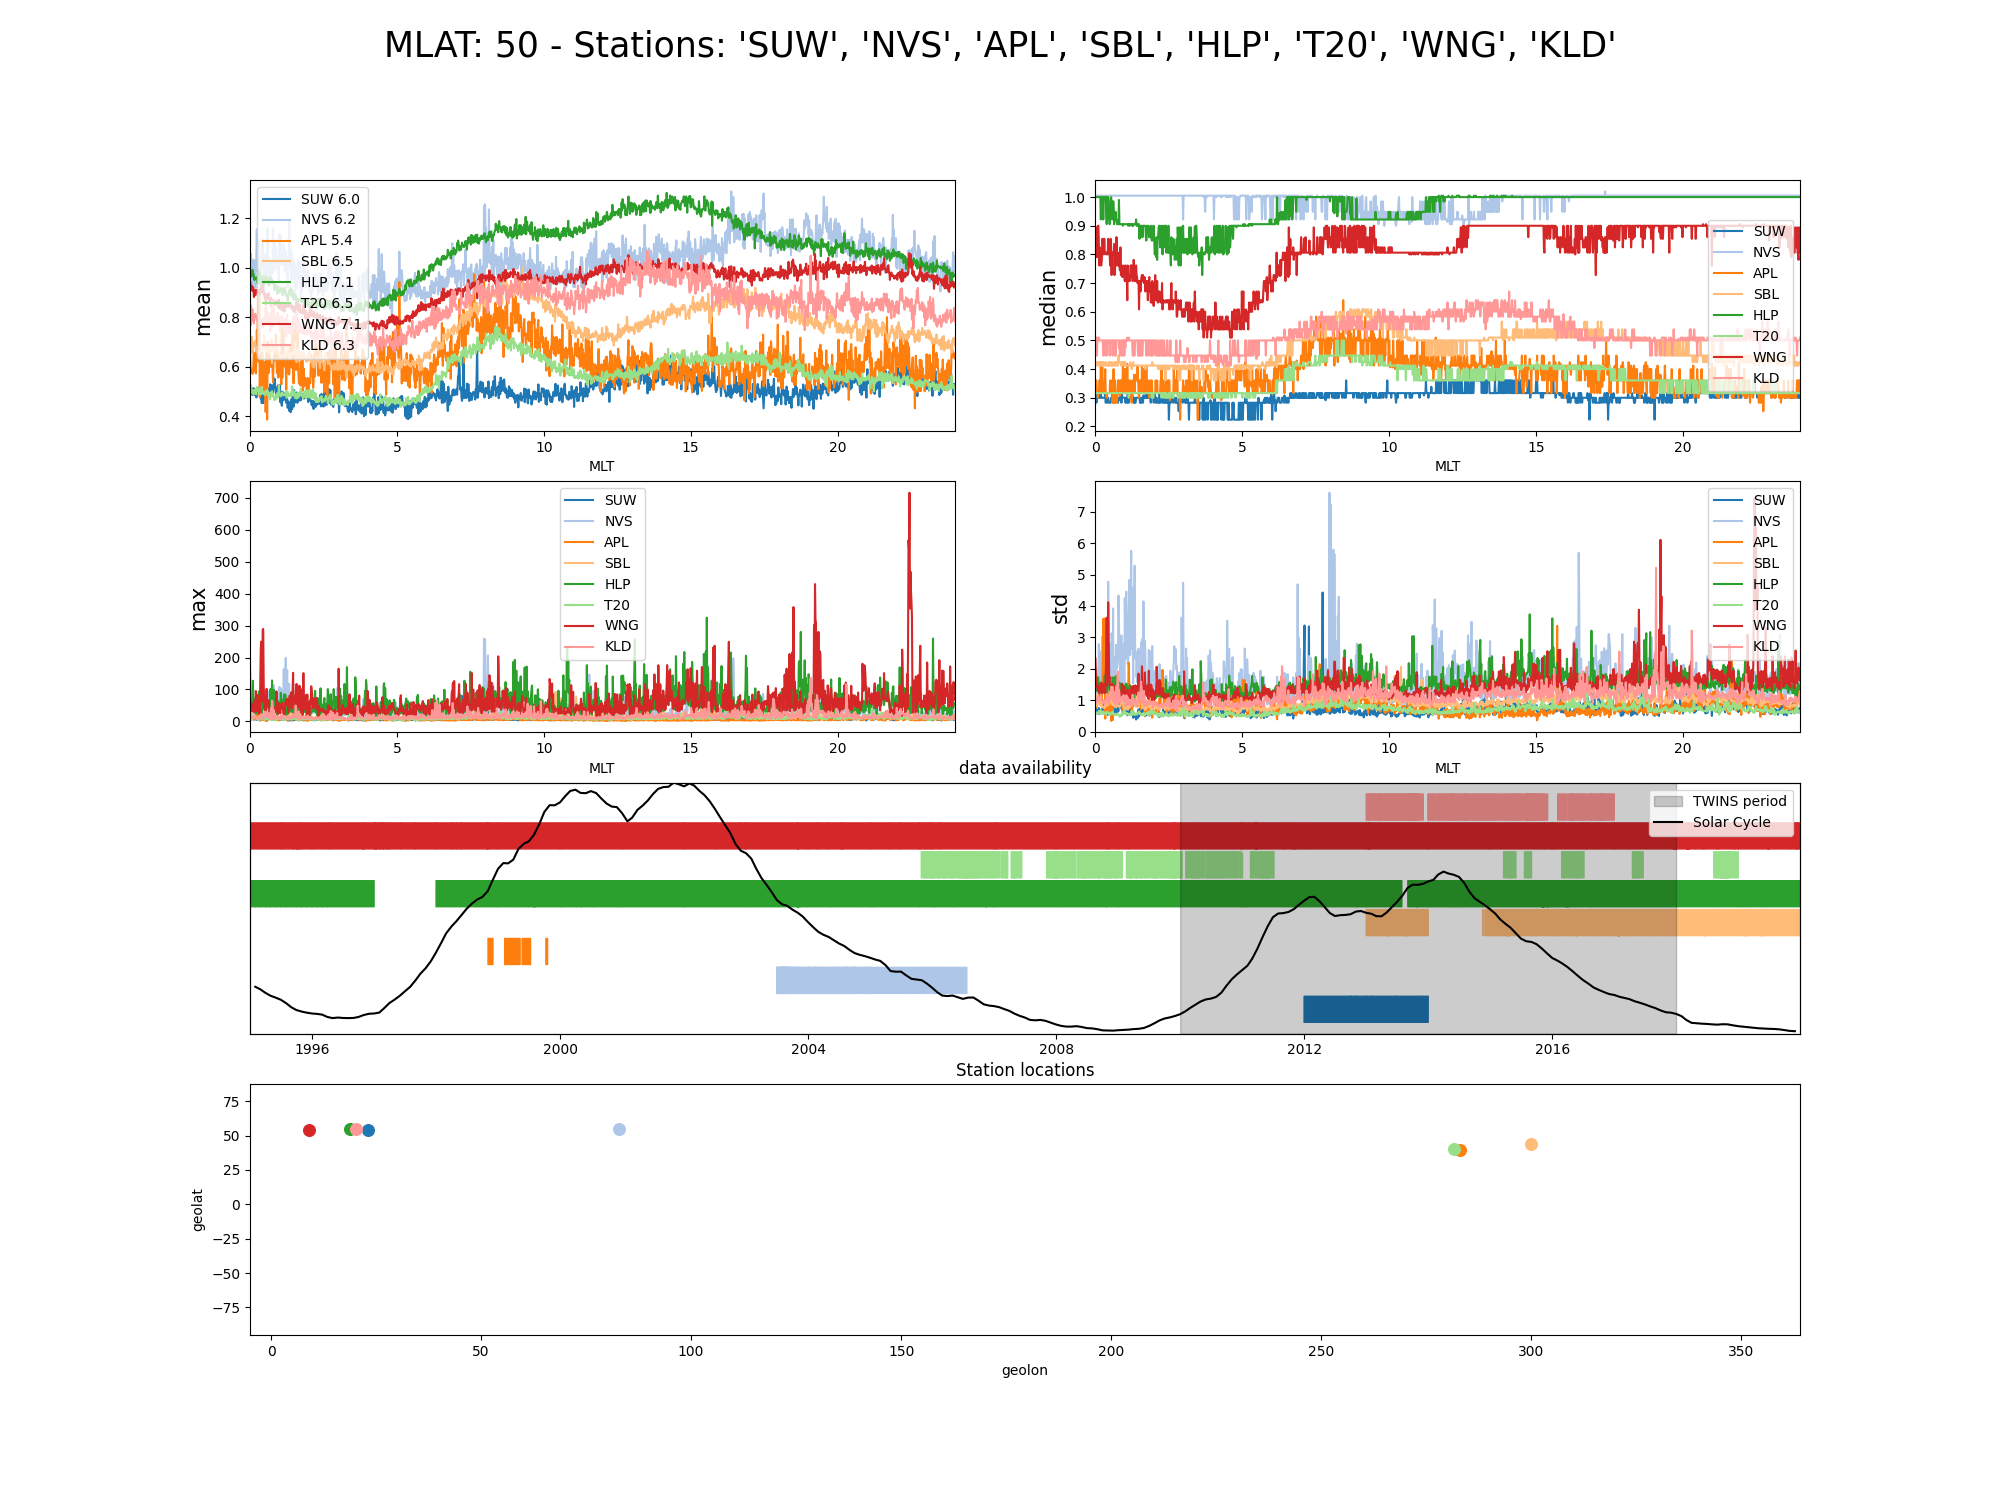 MLAT: 50 - Stations: 'SUW', 'NVS', 'APL', 'SBL', 'HLP', 'T20', 'WNG', 'KLD'
mean
1.2
1.0
0.8
0.6
0.4
SUW 6.0
NVS 6.2
APL 5.4
SBL 6.5
HLP 7.1
T20 6.5
WNG 7.1
KLD 6.3
0 5 10 15 20
MLT
median
1.0
0.9
0.8
0.7
0.6
0.5
0.4
0.3
0.2
SUW
NVS
APL
SBL
HLP
T20
WNG
KLD
0 5 10 15 20
MLT
max
700
600
500
400
300
200
100
0
SUW
NVS
APL
SBL
HLP
T20
WNG
KLD
0 5 10 15 20
MLT
std
7
6
5
4
3
2
1
0
SUW
NVS
APL
SBL
HLP
T20
WNG
KLD
0 5 10 15 20
MLT
data availability
TWINS period
Solar Cycle
1996 2000 2004 2008 2012 2016
Station locations
geolat
75
50
25
0
−25
−50
−75
0 50 100 150 200 250 300 350
geolon